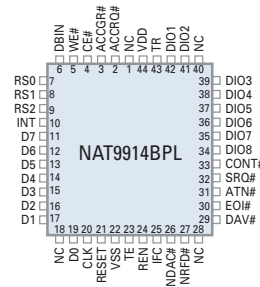 DBIN WE# CE# ACCGR# ACCRQ# NC VDD TR DIO1 DIO2 NC
6 5 4 3 2 1 44 43 42 41 40
RS0 7
RS1 8
RS2 9
INT 10
D7 11
D6 12
D5 13
D4 14
D3 15
D2 16
D1 17
NAT9914BPL
39 DIO3
38 DIO4
37 DIO5
36 DIO6
35 DIO7
34 DIO8
33 CONT#
32 SRQ#
31 ATN#
30 EOI#
29 DAV#
18 19 20 21 22 23 24 25 26 27 28
NC D0 CLK RESET VSS TE REN IFC NDAC# NRFD# NC